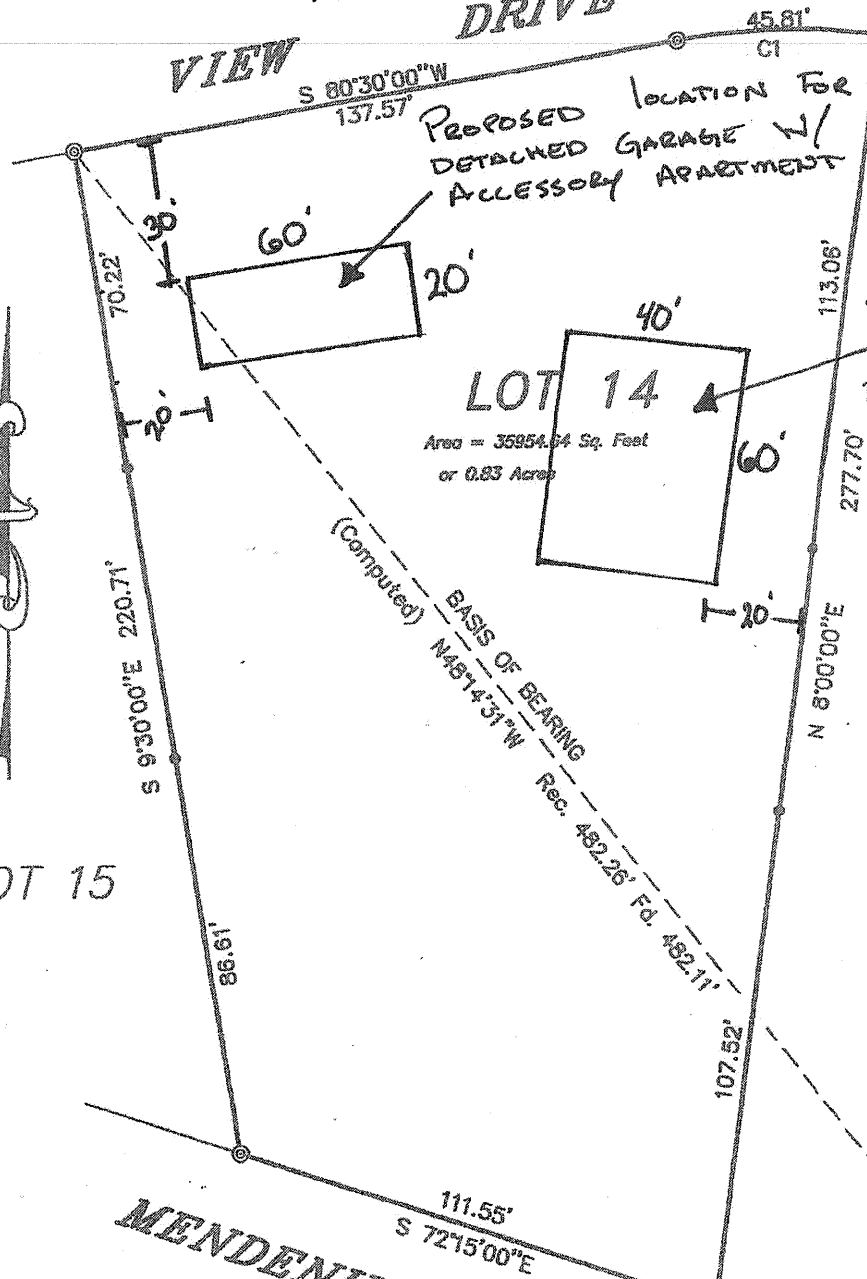 VIEW DRIVE
45.81'
C1
S 80°30'00"W
137.57'
PROPOSED LOCATION FOR
DETACHED GARAGE W/
ACCESSORY APARTMENT
30'
60'
20'
70.22'
113.06'
40'
LOT 14
Area = 35954.64 Sq. Feet
or 0.83 Acres
20'
60'
277.70'
(Computed)
BASIS OF BEARING
N48°14'31"W Rec. 482.26' Fd. 482.11'
20'
S 9°30'00"E 220.71'
N 8°00'00"E
OT 15
86.61'
107.52'
111.55'
S 72°15'00"E